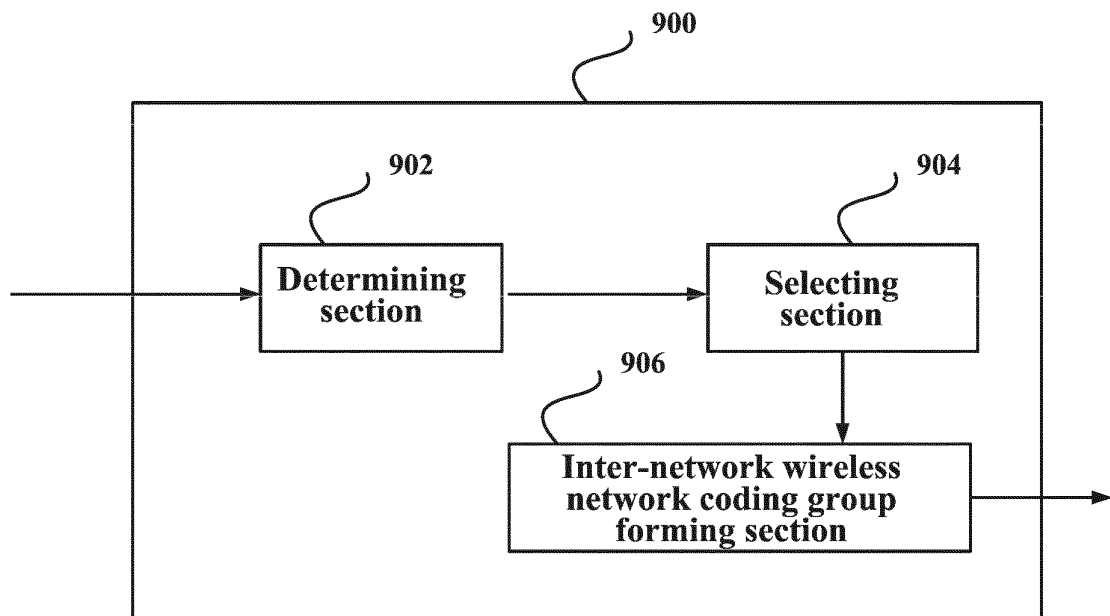 900
902
904
Determining
section
Selecting
section
906
Inter-network wireless
network coding group
forming section